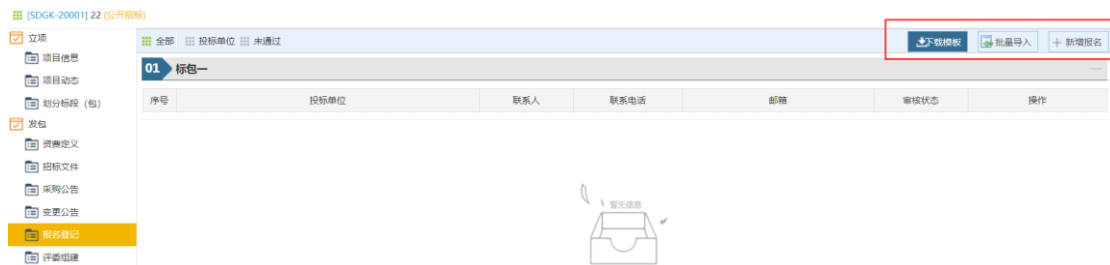 [SDGK-20001] 22 (公开招标)
立项
项目信息
项目动态
划分标段（包）
发包
资费定义
招标文件
采购公告
变更公告
报名登记
评委组建
全部 投标单位 未通过
下载模板 批量导入 新增报名
01 标包一
序号 投标单位 联系人 联系电话 邮箱 审核状态 操作
暂无信息